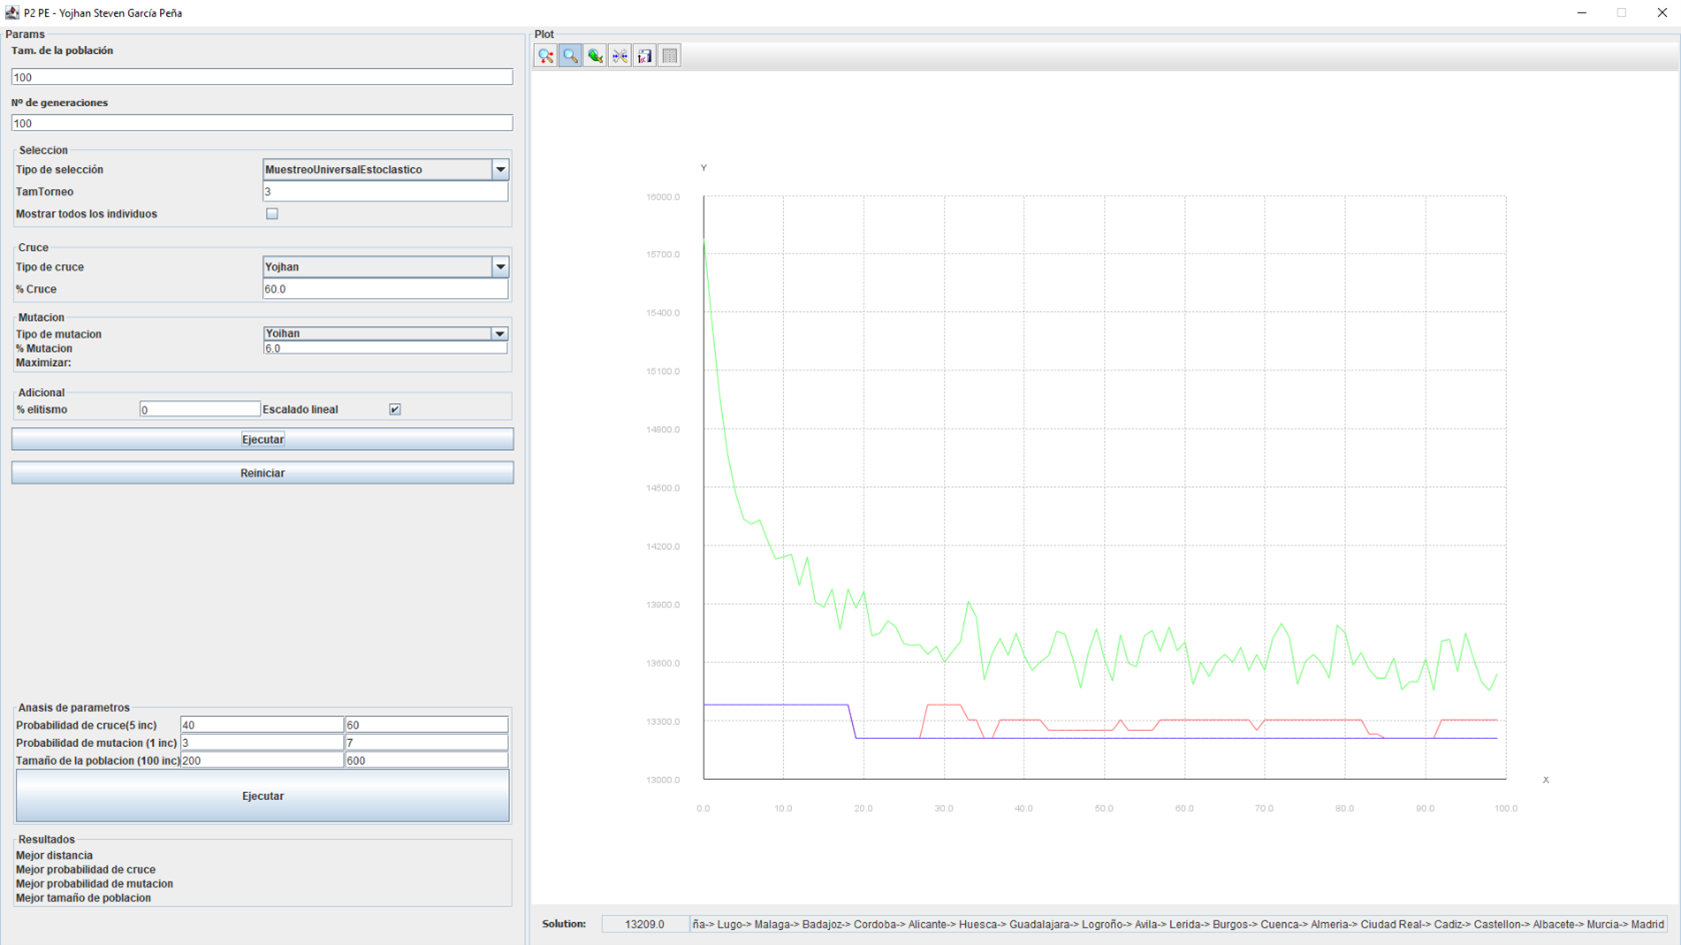 P2 PE - Yojhan Steven García Peña
Params
Tam. de la población
100
Nº de generaciones
100
Seleccion
Tipo de selección MuestreoUniversalEstoclastico
TamTorneo 3
Mostrar todos los individuos
Cruce
Tipo de cruce Yojhan
% Cruce 60.0
Mutacion
Tipo de mutacion Yojhan
% Mutacion 6.0
Maximizar:
Adicional
% elitismo 0 Escalado lineal
Ejecutar
Reiniciar
Anasis de parametros
Probabilidad de cruce(5 inc) 40 60
Probabilidad de mutacion (1 inc) 3 7
Tamaño de la poblacion (100 inc) 200 600
Ejecutar
Resultados
Mejor distancia
Mejor probabilidad de cruce
Mejor probabilidad de mutacion
Mejor tamaño de poblacion
Plot
Y
16000.0
15700.0
15400.0
15100.0
14800.0
14500.0
14200.0
13900.0
13600.0
13300.0
13000.0
X
0.0 10.0 20.0 30.0 40.0 50.0 60.0 70.0 80.0 90.0 100.0
Solution: 13209.0 ña-> Lugo-> Malaga-> Badajoz-> Cordoba-> Alicante-> Huesca-> Guadalajara-> Logroño-> Avila-> Lerida-> Burgos-> Cuenca-> Almeria-> Ciudad Real-> Cadiz-> Castellon-> Albacete-> Murcia-> Madrid